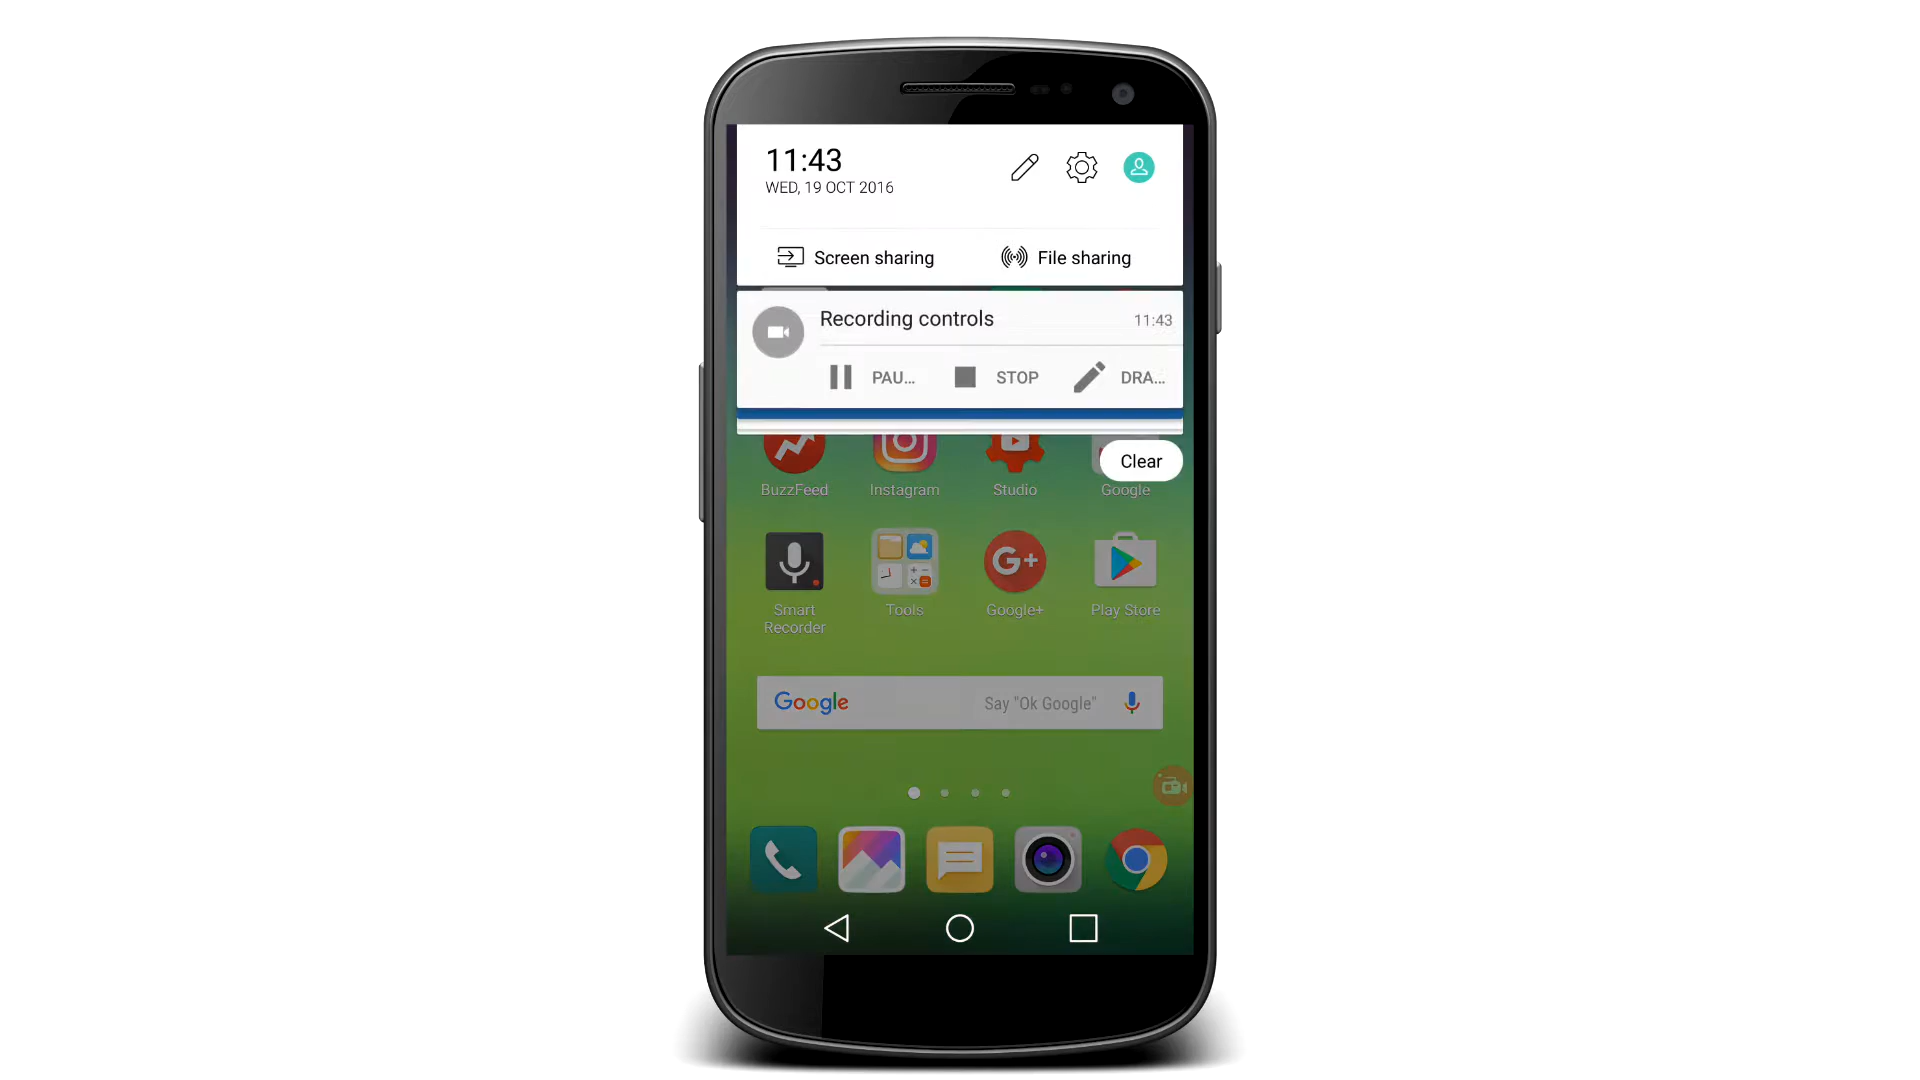 11:43
WED, 19 OCT 2016
Screen sharing
File sharing
Recording controls
11:43
PAU...
STOP
DRA...
Clear
BuzzFeed
Instagram
Studio
Google
G+
Smart
Recorder
Tools
Google+
Play Store
Google
Say "Ok Google"